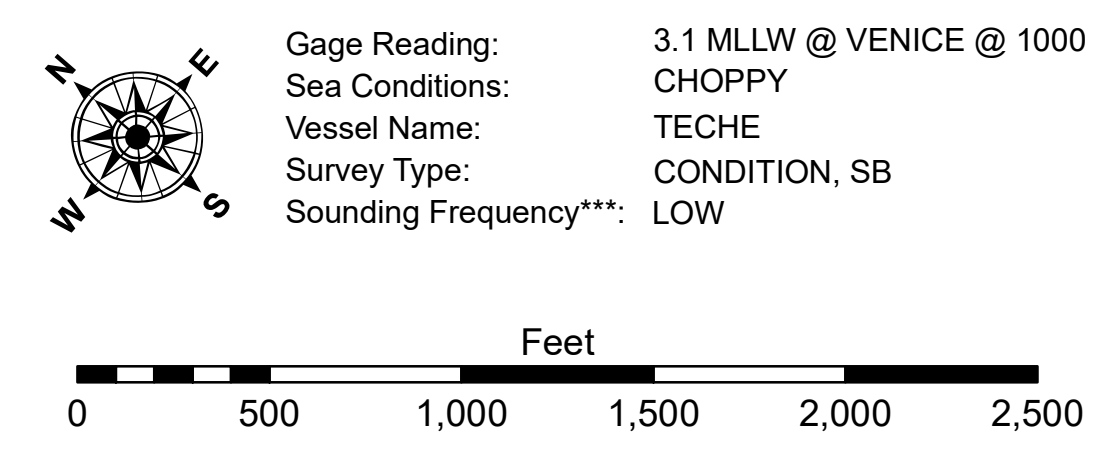 N
E
W
S
Gage Reading: 3.1 MLLW @ VENICE @ 1000
Sea Conditions: CHOPPY
Vessel Name: TECHE
Survey Type: CONDITION, SB
Sounding Frequency***: LOW
Feet
0 500 1,000 1,500 2,000 2,500